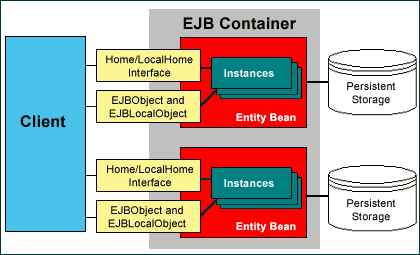 EJB Container
Client
Home/LocalHome
Interface
EJBObject and
EJBLocalObject
Instances
Entity Bean
Persistent
Storage
Home/LocalHome
Interface
EJBObject and
EJBLocalObject
Instances
Entity Bean
Persistent
Storage